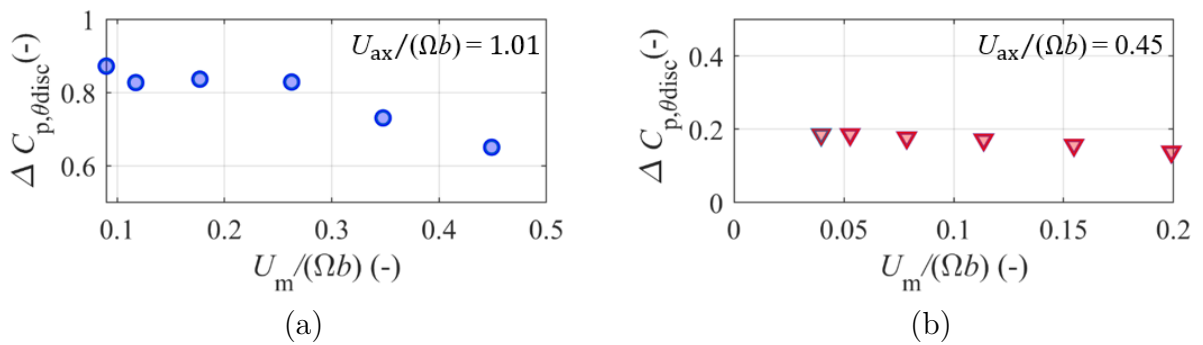 1
0.8
0.6
Δ C_p,θdisc(-)
U_ax/(Ωb) = 1.01
0.1 0.2 0.3 0.4 0.5
U_m/(Ωb) (-)
(a)
0.4
0.2
0
Δ C_p,θdisc(-)
U_ax/(Ωb) = 0.45
0 0.05 0.1 0.15 0.2
U_m/(Ωb) (-)
(b)